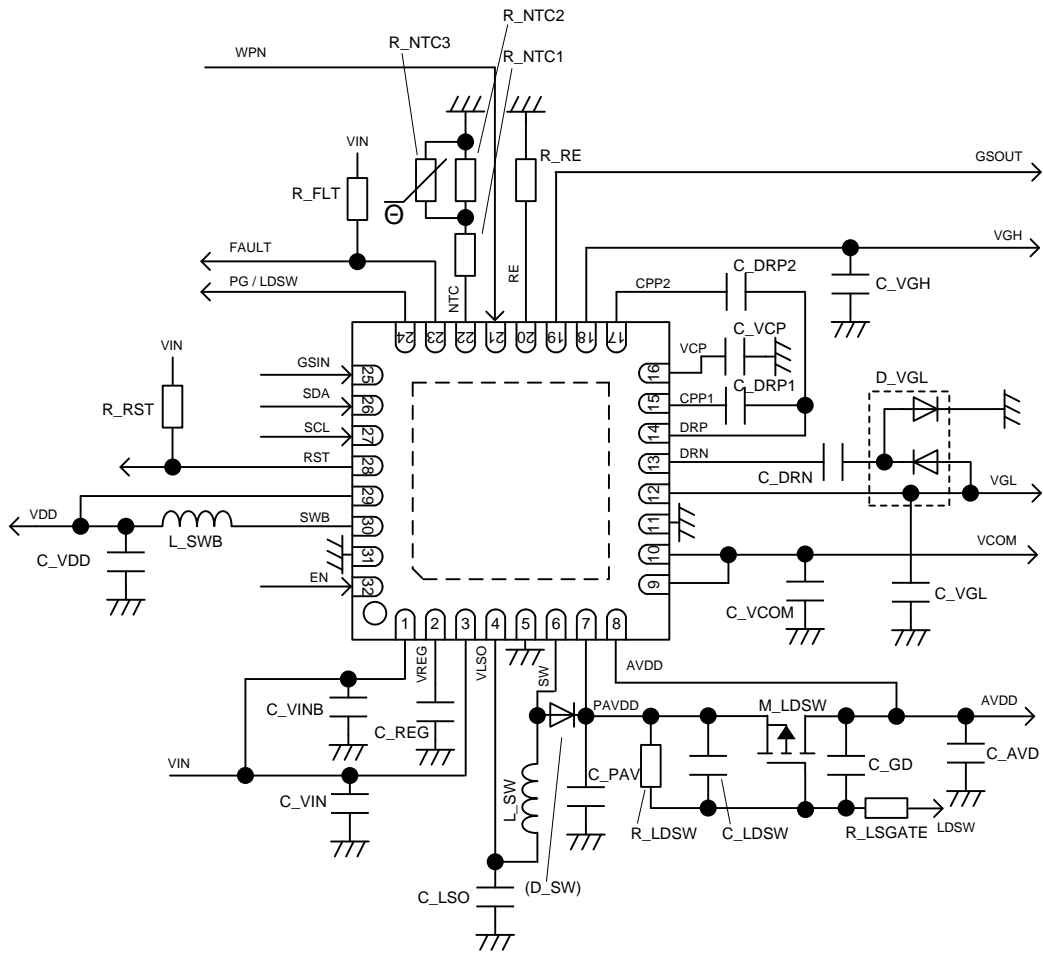 R_NTC2
R_NTC3
R_NTC1
WPN
VIN
R_RE
GSOUT
R_FLT
Θ
FAULT
VGH
PG / LDSW
NTC
RE
CPP2
C_DRP2
C_VGH
24
23
22
21
20
19
18
17
VIN
GSIN
25
VCP
C_VCP
16
R_RST
SDA
26
CPP1
C_DRP1
15
D_VGL
SCL
27
DRP
14
RST
28
DRN
13
C_DRN
29
12
VGL
VDD
L_SWB
SWB
30
11
C_VDD
31
10
VCOM
EN
32
9
C_VCOM
C_VGL
1
2
3
4
5
6
7
8
VREG
VLSO
SW
AVDD
C_VINB
C_REG
PAVDD
M_LDSW
AVDD
VIN
C_PAV
C_GD
C_AVD
C_VIN
L_SW
R_LDSW
C_LDSW
R_LSGATE
LDSW
C_LSO
(D_SW)